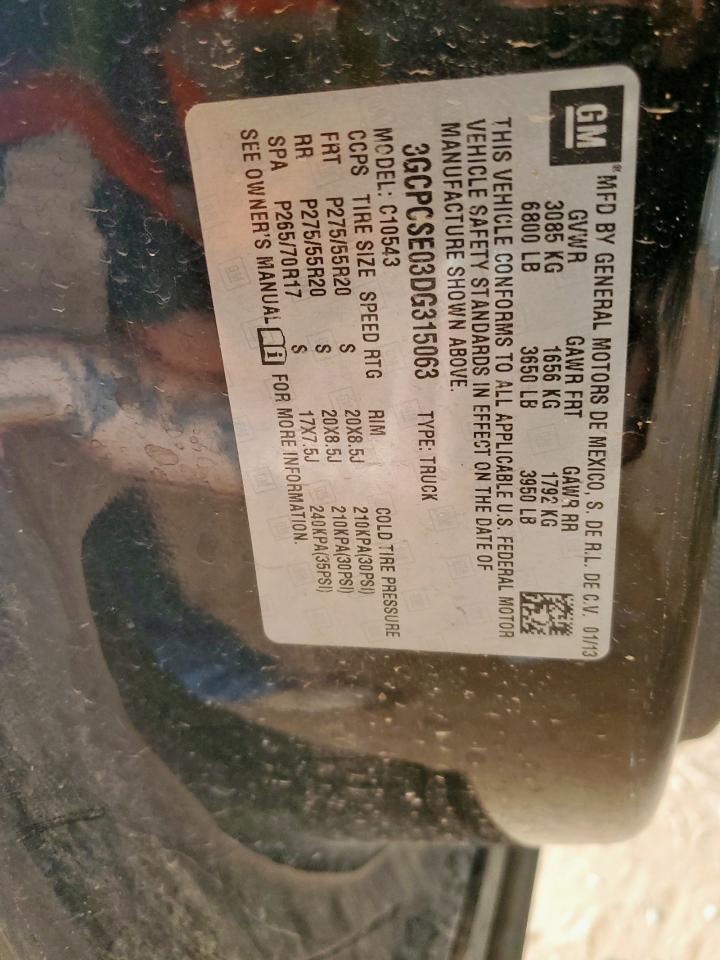 GM
MFD BY GENERAL MOTORS DE MEXICO, S. DE R.L. DE C.V. 01/13
GVWR GAWR FRT GAWR RR
3085 KG 1656 KG 1792 KG
6800 LB 3650 LB 3950 LB
THIS VEHICLE CONFORMS TO ALL APPLICABLE U.S. FEDERAL MOTOR
VEHICLE SAFETY STANDARDS IN EFFECT ON THE DATE OF
MANUFACTURE SHOWN ABOVE.
3GCPCSE03DG315063 TYPE: TRUCK
MODEL: C10543
CCPS TIRE SIZE SPEED RTG RIM COLD TIRE PRESSURE
FRT P275/55R20 S 20X8.5J 210KPA(30PSI)
RR P275/55R20 S 20X8.5J 210KPA(30PSI)
SPA P265/70R17 S 17X7.5J 240KPA(35PSI)
SEE OWNER'S MANUAL FOR MORE INFORMATION.